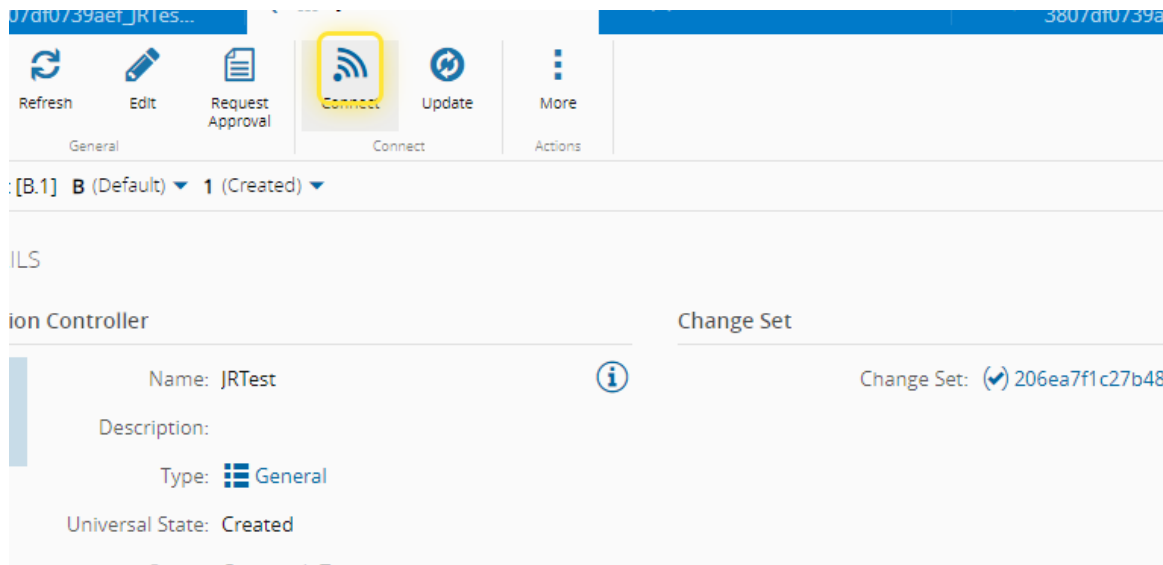 07df0739aef_JRTes...
3807df0739a
Refresh
Edit
Request
Approval
Connect
Update
More
General
Connect
Actions
: [B.1] B (Default) 1 (Created)
ILS
ion Controller
Change Set
Name: JRTest
Change Set: 206ea7f1c27b48
Description:
Type: General
Universal State: Created